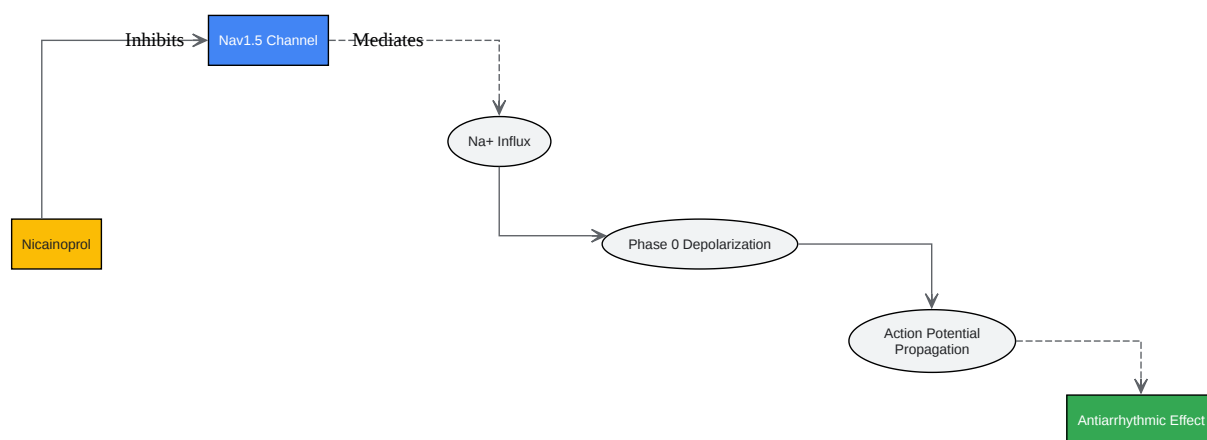 Inhibits
Nav1.5 Channel
Mediates
Na+ Influx
Nicainoprol
Phase 0 Depolarization
Action Potential
Propagation
Antiarrhythmic Effect